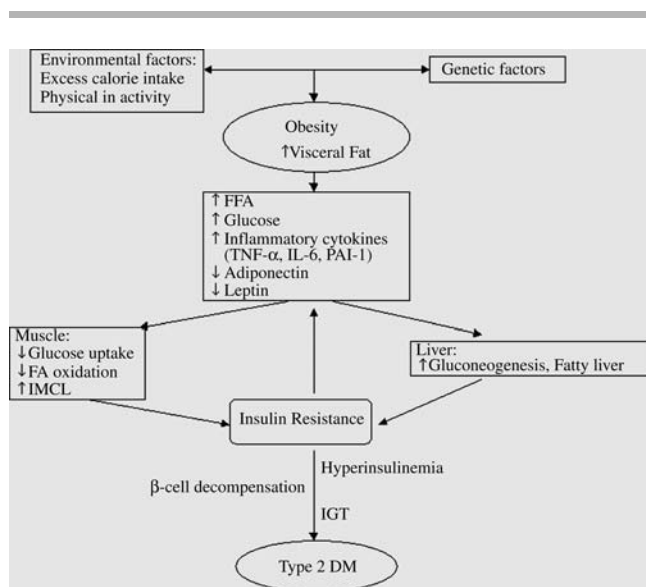 Environmental factors:
Excess calorie intake
Physical in activity
Genetic factors
Obesity
↑Visceral Fat
↑ FFA
↑ Glucose
↑ Inflammatory cytokines
(TNF-α, IL-6, PAI-1)
↓ Adiponectin
↓ Leptin
Muscle:
↓Glucose uptake
↓FA oxidation
↑IMCL
Liver:
↑Gluconeogenesis, Fatty liver
Insulin Resistance
Hyperinsulinemia
β-cell decompensation
IGT
Type 2 DM